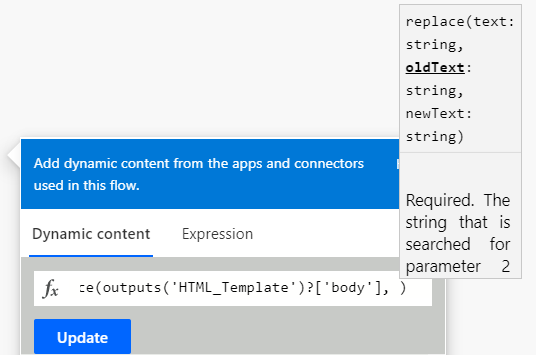 replace(text:
string,
oldText:
string,
newText:
string)
Required. The
string that is
searched for
parameter 2
Add dynamic content from the apps and connectors
used in this flow.
Dynamic content Expression
fx ce(outputs('HTML_Template')?['body'], )
Update